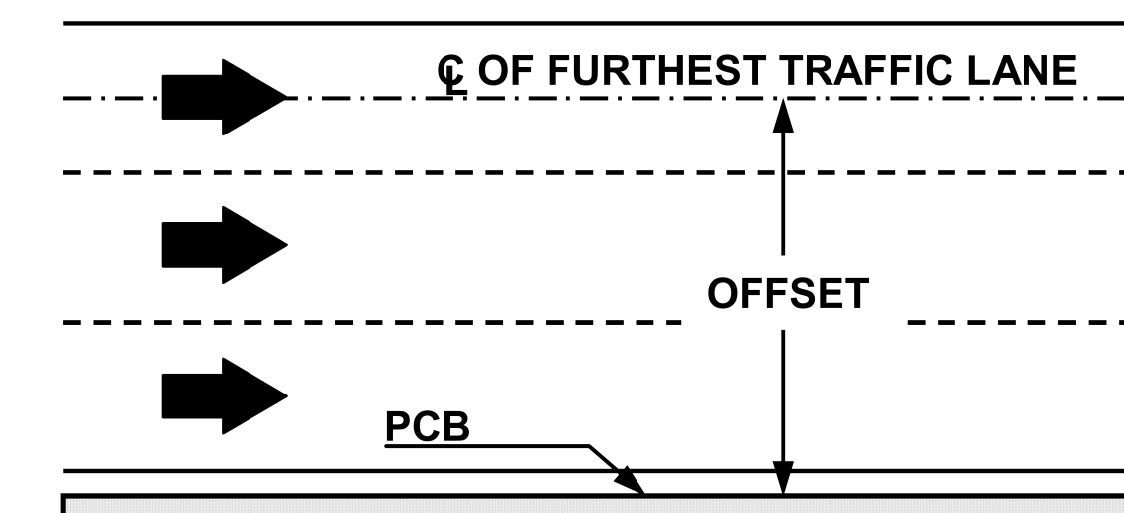 ℄ OF FURTHEST TRAFFIC LANE
OFFSET
PCB